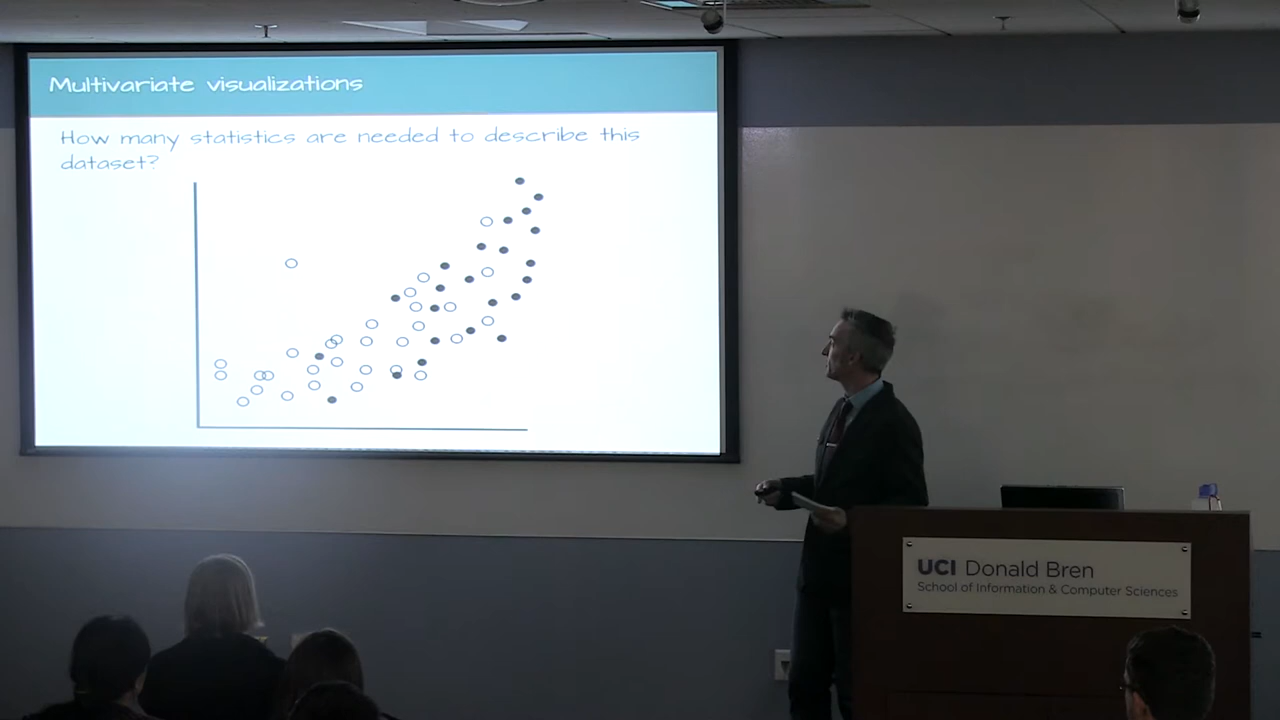 Multivariate visualizations
How many statistics are needed to describe this
dataset?
UCI Donald Bren
School of Information & Computer Sciences